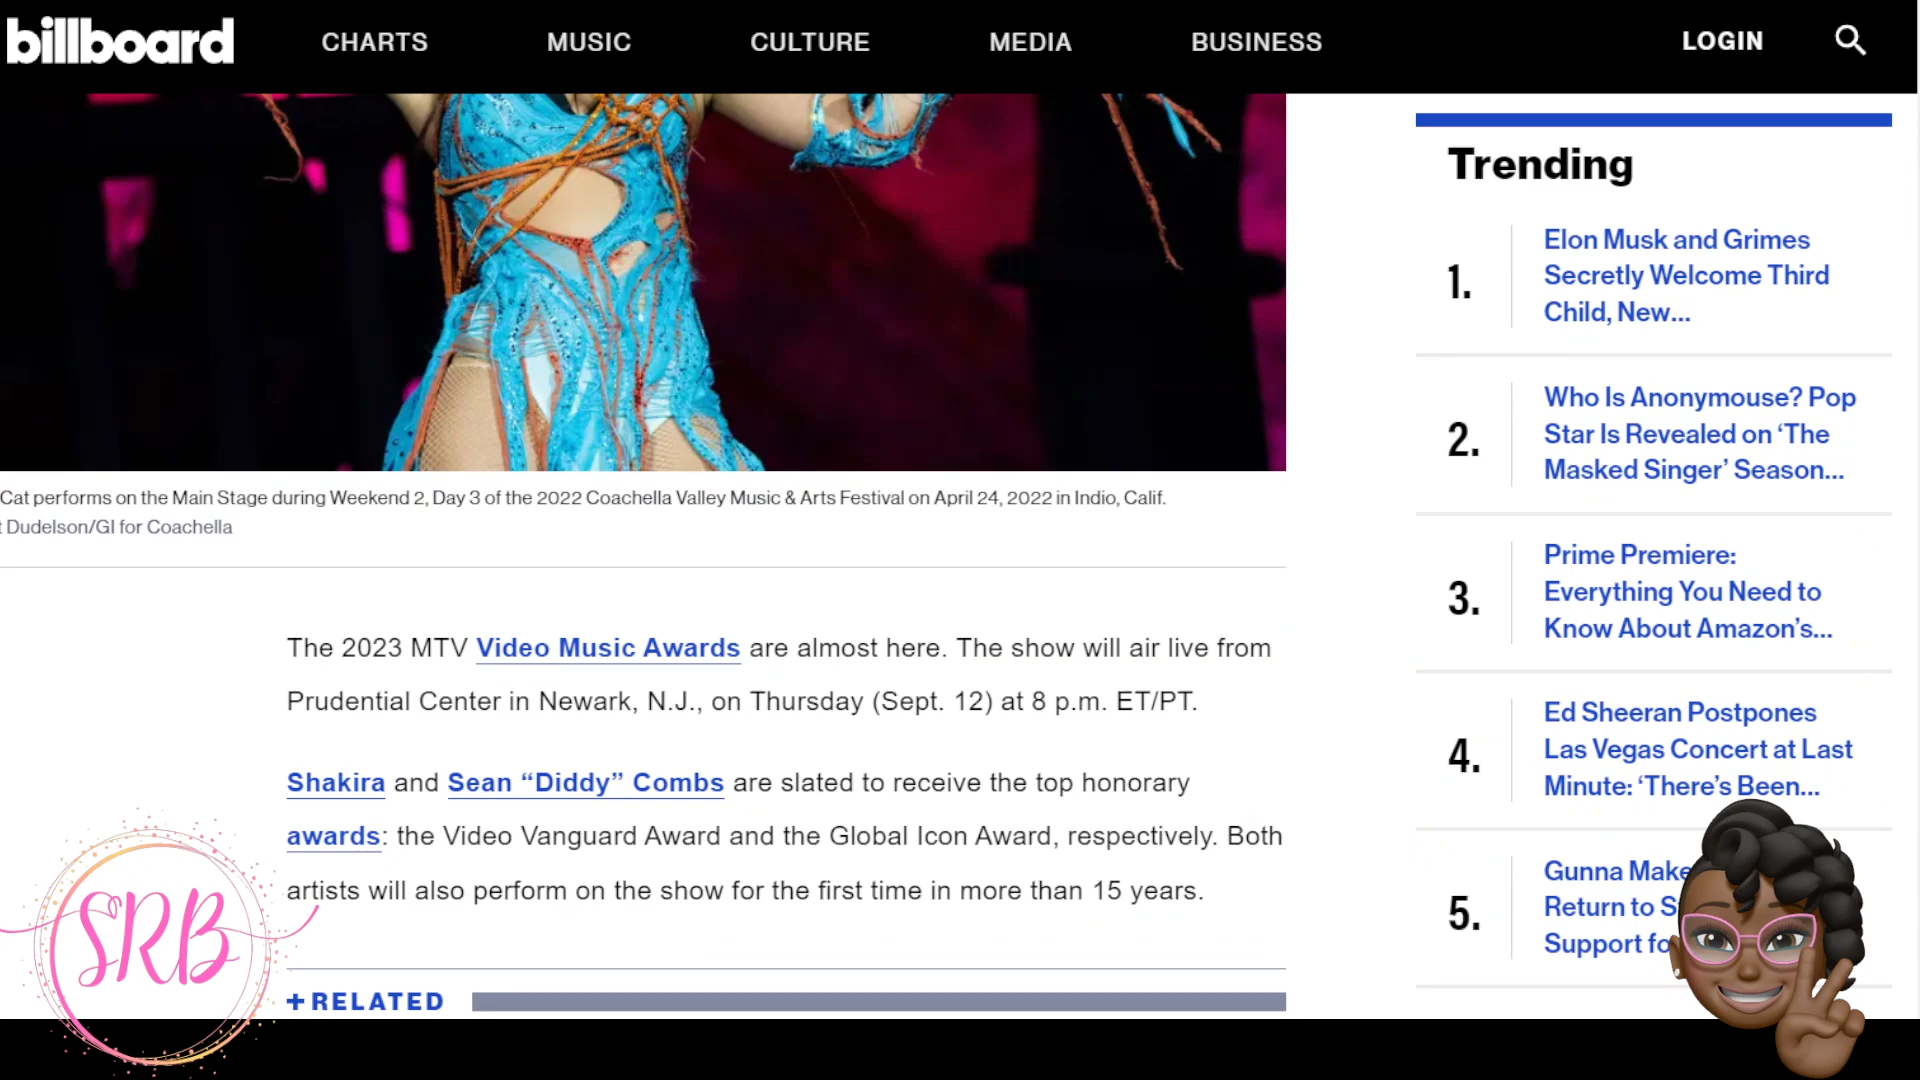 billboard
CHARTS
MUSIC
CULTURE
MEDIA
BUSINESS
LOGIN
Cat performs on the Main Stage during Weekend 2, Day 3 of the 2022 Coachella Valley Music & Arts Festival on April 24, 2022 in Indio, Calif.
t Dudelson/GI for Coachella
The 2023 MTV Video Music Awards are almost here. The show will air live from
Prudential Center in Newark, N.J., on Thursday (Sept. 12) at 8 p.m. ET/PT.
Shakira and Sean “Diddy” Combs are slated to receive the top honorary
awards: the Video Vanguard Award and the Global Icon Award, respectively. Both
artists will also perform on the show for the first time in more than 15 years.
+ RELATED
SRB
Trending
1.
Elon Musk and Grimes
Secretly Welcome Third
Child, New...
2.
Who Is Anonymouse? Pop
Star Is Revealed on ‘The
Masked Singer’ Season...
3.
Prime Premiere:
Everything You Need to
Know About Amazon’s...
4.
Ed Sheeran Postpones
Las Vegas Concert at Last
Minute: ‘There’s Been...
5.
Gunna Make
Return to S
Support fo